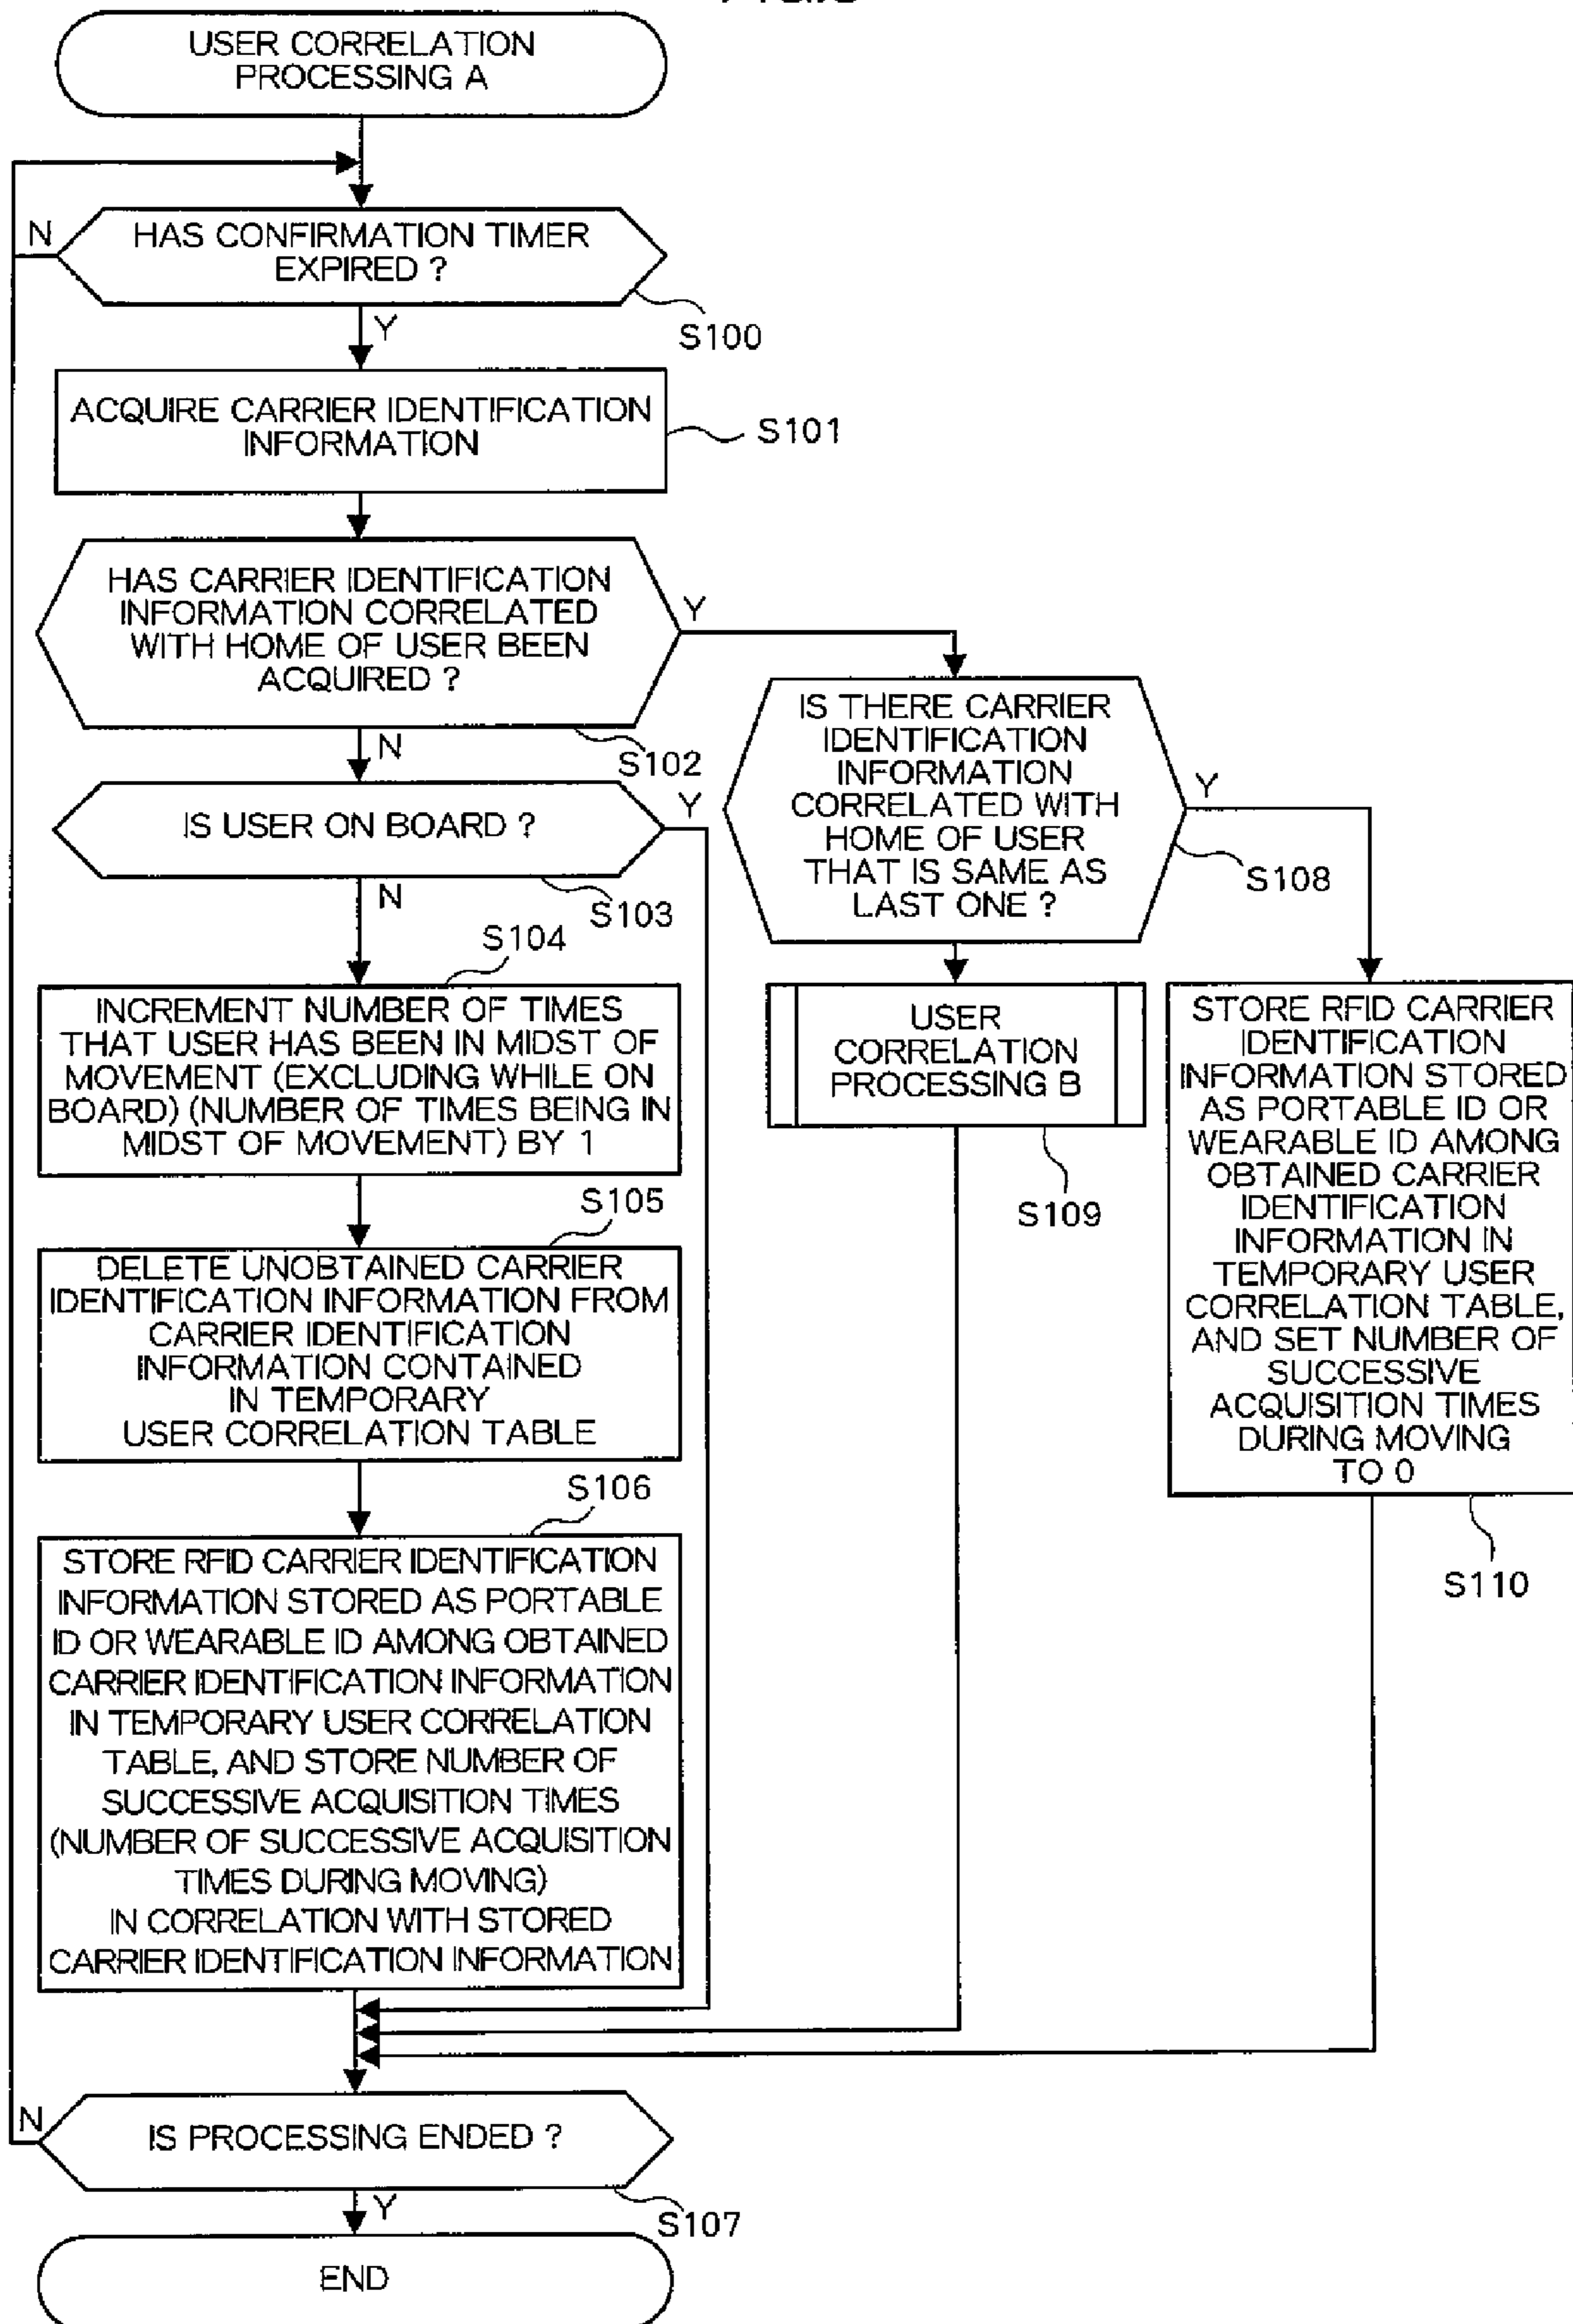 USER CORRELATION
PROCESSING A
N
HAS CONFIRMATION TIMER
EXPIRED ?
Y
S100
ACQUIRE CARRIER IDENTIFICATION
INFORMATION
S101
HAS CARRIER IDENTIFICATION
INFORMATION CORRELATED
WITH HOME OF USER BEEN
ACQUIRED ?
Y
N
S102
IS USER ON BOARD ?
Y
N
S103
S104
INCREMENT NUMBER OF TIMES
THAT USER HAS BEEN IN MIDST OF
MOVEMENT (EXCLUDING WHILE ON
BOARD) (NUMBER OF TIMES BEING IN
MIDST OF MOVEMENT) BY 1
S105
DELETE UNOBTAINED CARRIER
IDENTIFICATION INFORMATION FROM
CARRIER IDENTIFICATION
INFORMATION CONTAINED
IN TEMPORARY
USER CORRELATION TABLE
S106
STORE RFID CARRIER IDENTIFICATION
INFORMATION STORED AS PORTABLE
ID OR WEARABLE ID AMONG OBTAINED
CARRIER IDENTIFICATION INFORMATION
IN TEMPORARY USER CORRELATION
TABLE, AND STORE NUMBER OF
SUCCESSIVE ACQUISITION TIMES
(NUMBER OF SUCCESSIVE ACQUISITION
TIMES DURING MOVING)
IN CORRELATION WITH STORED
CARRIER IDENTIFICATION INFORMATION
IS THERE CARRIER
IDENTIFICATION
INFORMATION
CORRELATED WITH
HOME OF USER
THAT IS SAME AS
LAST ONE ?
Y
S108
USER
CORRELATION
PROCESSING B
S109
STORE RFID CARRIER
IDENTIFICATION
INFORMATION STORED
AS PORTABLE ID OR
WEARABLE ID AMONG
OBTAINED CARRIER
IDENTIFICATION
INFORMATION IN
TEMPORARY USER
CORRELATION TABLE,
AND SET NUMBER OF
SUCCESSIVE
ACQUISITION TIMES
DURING MOVING
TO 0
S110
N
IS PROCESSING ENDED ?
Y
S107
END